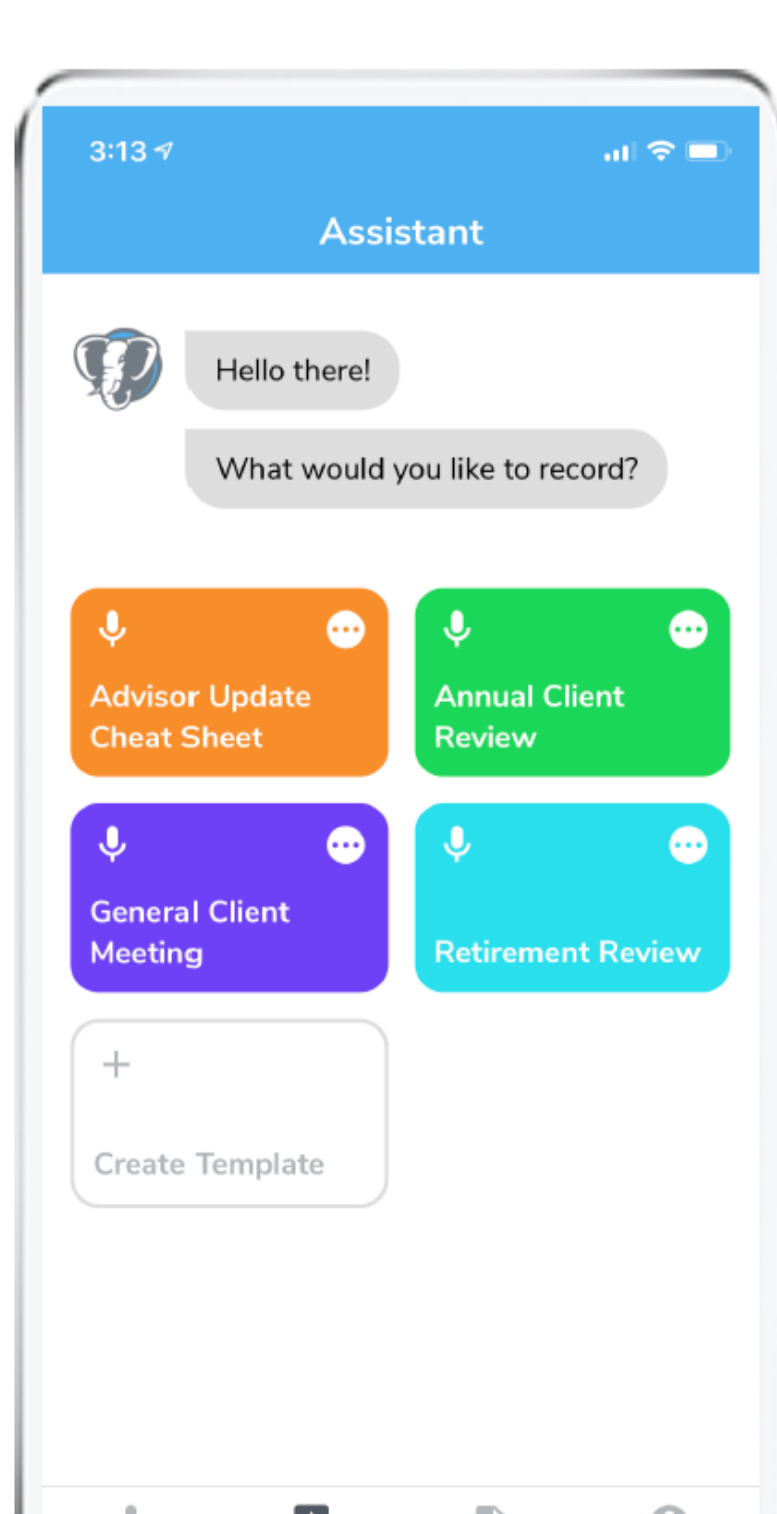 3:13
Assistant
Hello there!
What would you like to record?
Advisor Update
Cheat Sheet
Annual Client
Review
General Client
Meeting
Retirement Review
Create Template